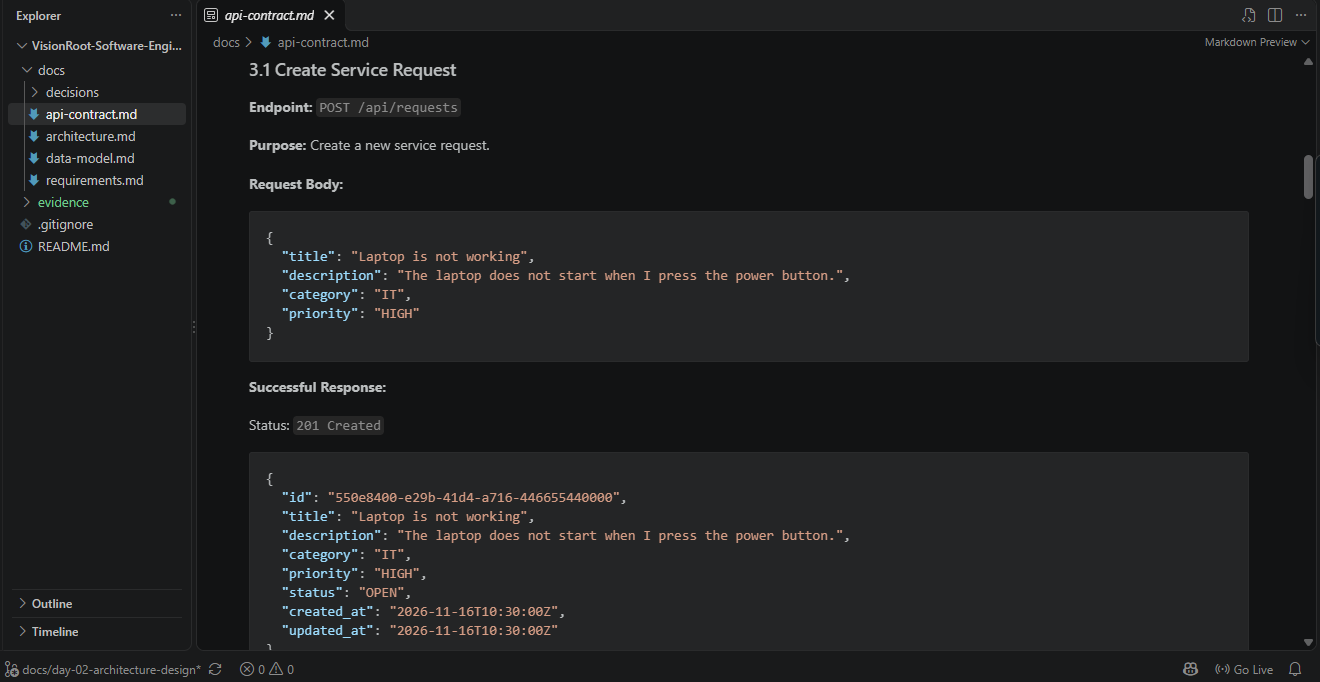 Explorer
VisionRoot-Software-Engi...
docs
decisions
api-contract.md
architecture.md
data-model.md
requirements.md
evidence
.gitignore
README.md
Outline
Timeline
api-contract.md
docs > api-contract.md
Markdown Preview
3.1 Create Service Request
Endpoint: POST /api/requests
Purpose: Create a new service request.
Request Body:
{
  "title": "Laptop is not working",
  "description": "The laptop does not start when I press the power button.",
  "category": "IT",
  "priority": "HIGH"
}
Successful Response:
Status: 201 Created
{
  "id": "550e8400-e29b-41d4-a716-446655440000",
  "title": "Laptop is not working",
  "description": "The laptop does not start when I press the power button.",
  "category": "IT",
  "priority": "HIGH",
  "status": "OPEN",
  "created_at": "2026-11-16T10:30:00Z",
  "updated_at": "2026-11-16T10:30:00Z"
}
docs/day-02-architecture-design* 0 0 Go Live